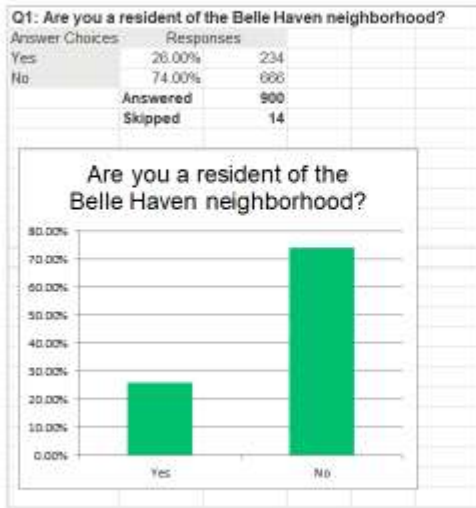 Q1: Are you a resident of the Belle Haven neighborhood?
Answer Choices Responses
Yes 26.00% 234
No 74.00% 666
Answered 900
Skipped 14
Are you a resident of the
Belle Haven neighborhood?
80.00%
70.00%
60.00%
50.00%
40.00%
30.00%
20.00%
10.00%
0.00%
Yes No